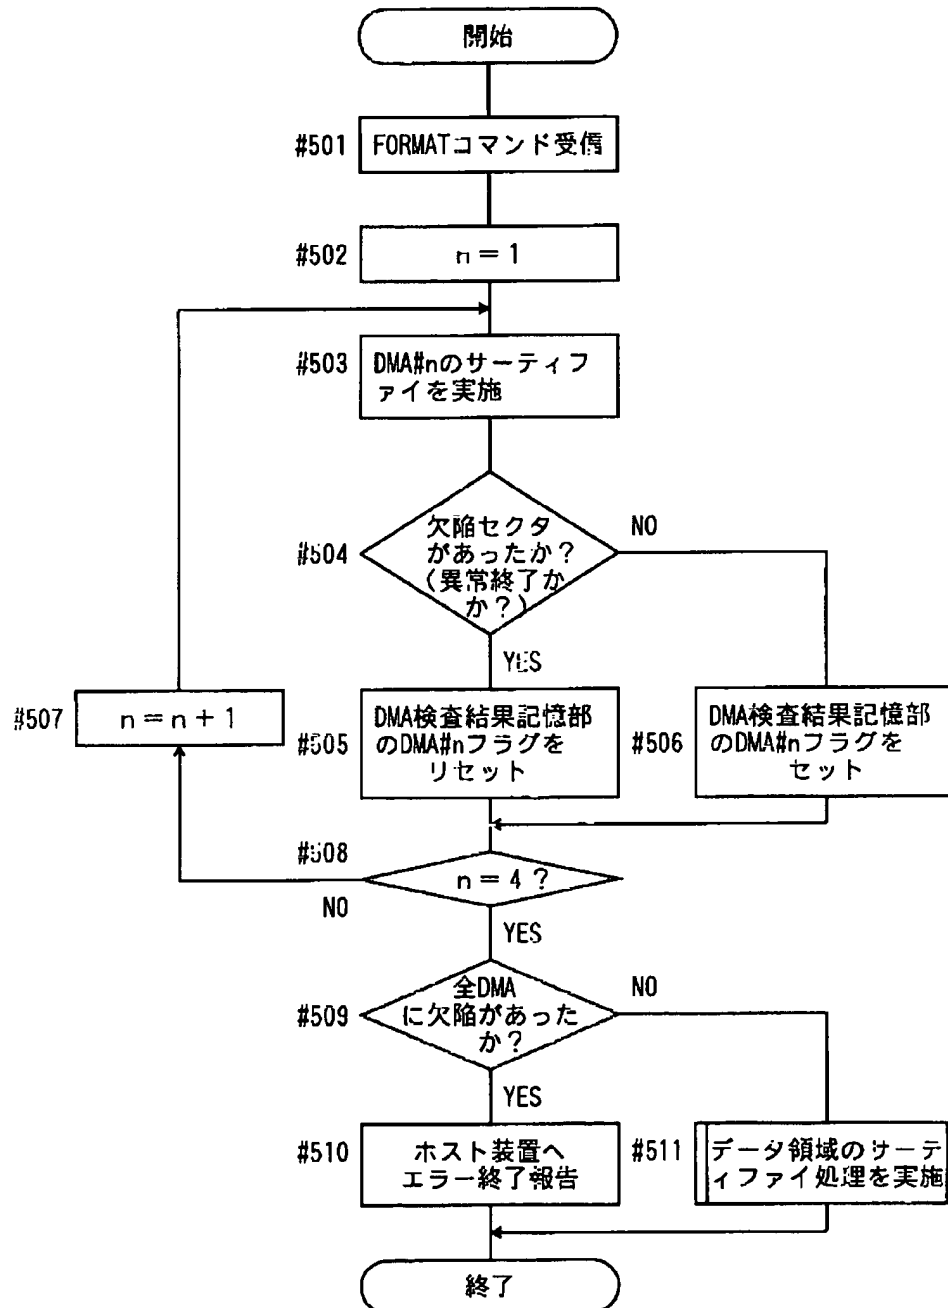 開始
#501
FORMATコマンド受信
#502
n = 1
#503
DMA#nのサーティフ
ァイを実施
#504
欠陥セクタ
があったか?
(異常終了か
か?)
NO
YES
#507
n = n + 1
#505
DMA検査結果記憶部
のDMA#nフラグを
リセット
#506
DMA検査結果記憶部
のDMA#nフラグを
セット
#508
n = 4 ?
NO
YES
#509
全DMA
に欠陥があった
か?
NO
YES
#510
ホスト装置へ
エラー終了報告
#511
データ領域のサーテ
ィファイ処理を実施
終了